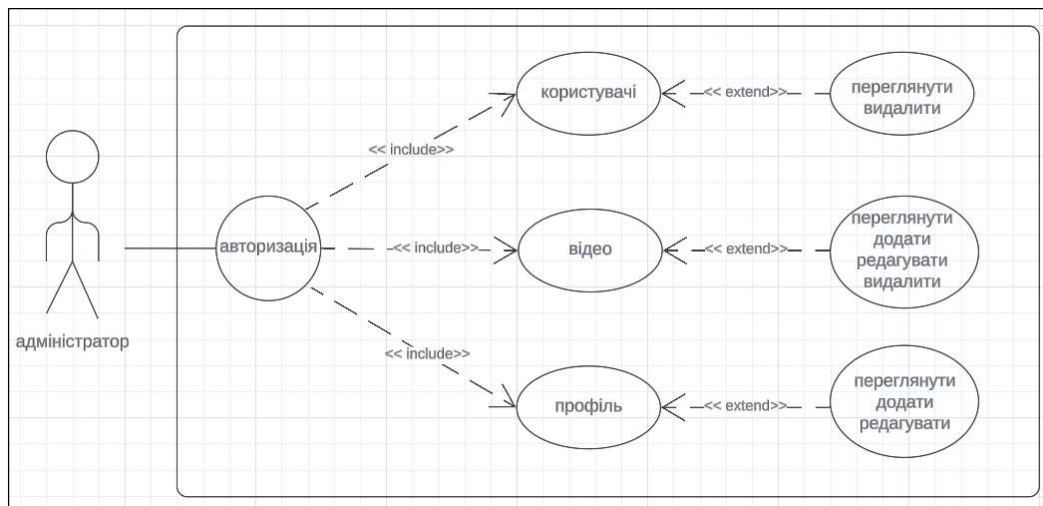 користувачі
<< extend>>
переглянути
видалити
<< include>>
авторизація
<< include>>
відео
<< extend>>
переглянути
додати
редагувати
видалити
адміністратор
<< include>>
профіль
<< extend>>
переглянути
додати
редагувати